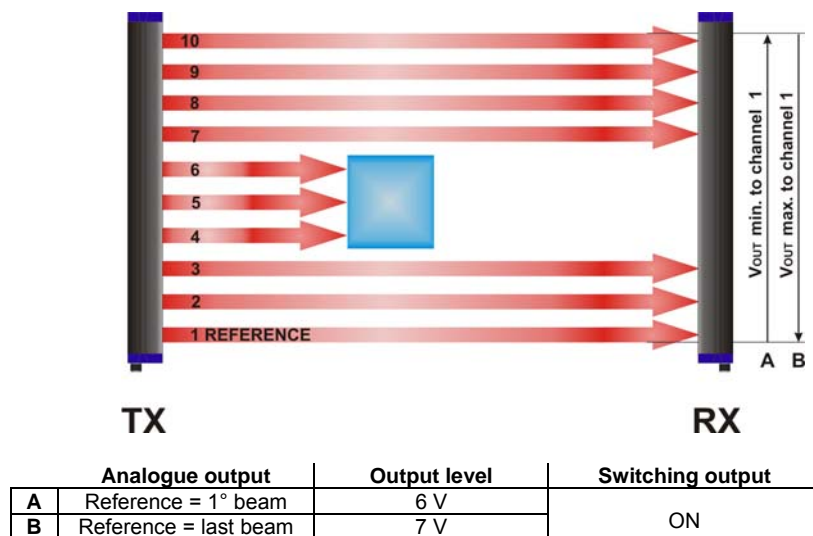 10
9
8
7
6
5
4
3
2
1 REFERENCE
VOUT min. to channel 1
VOUT max. to channel 1
A B
TX RX
Analogue output Output level Switching output
A Reference = 1° beam 6 V ON
B Reference = last beam 7 V